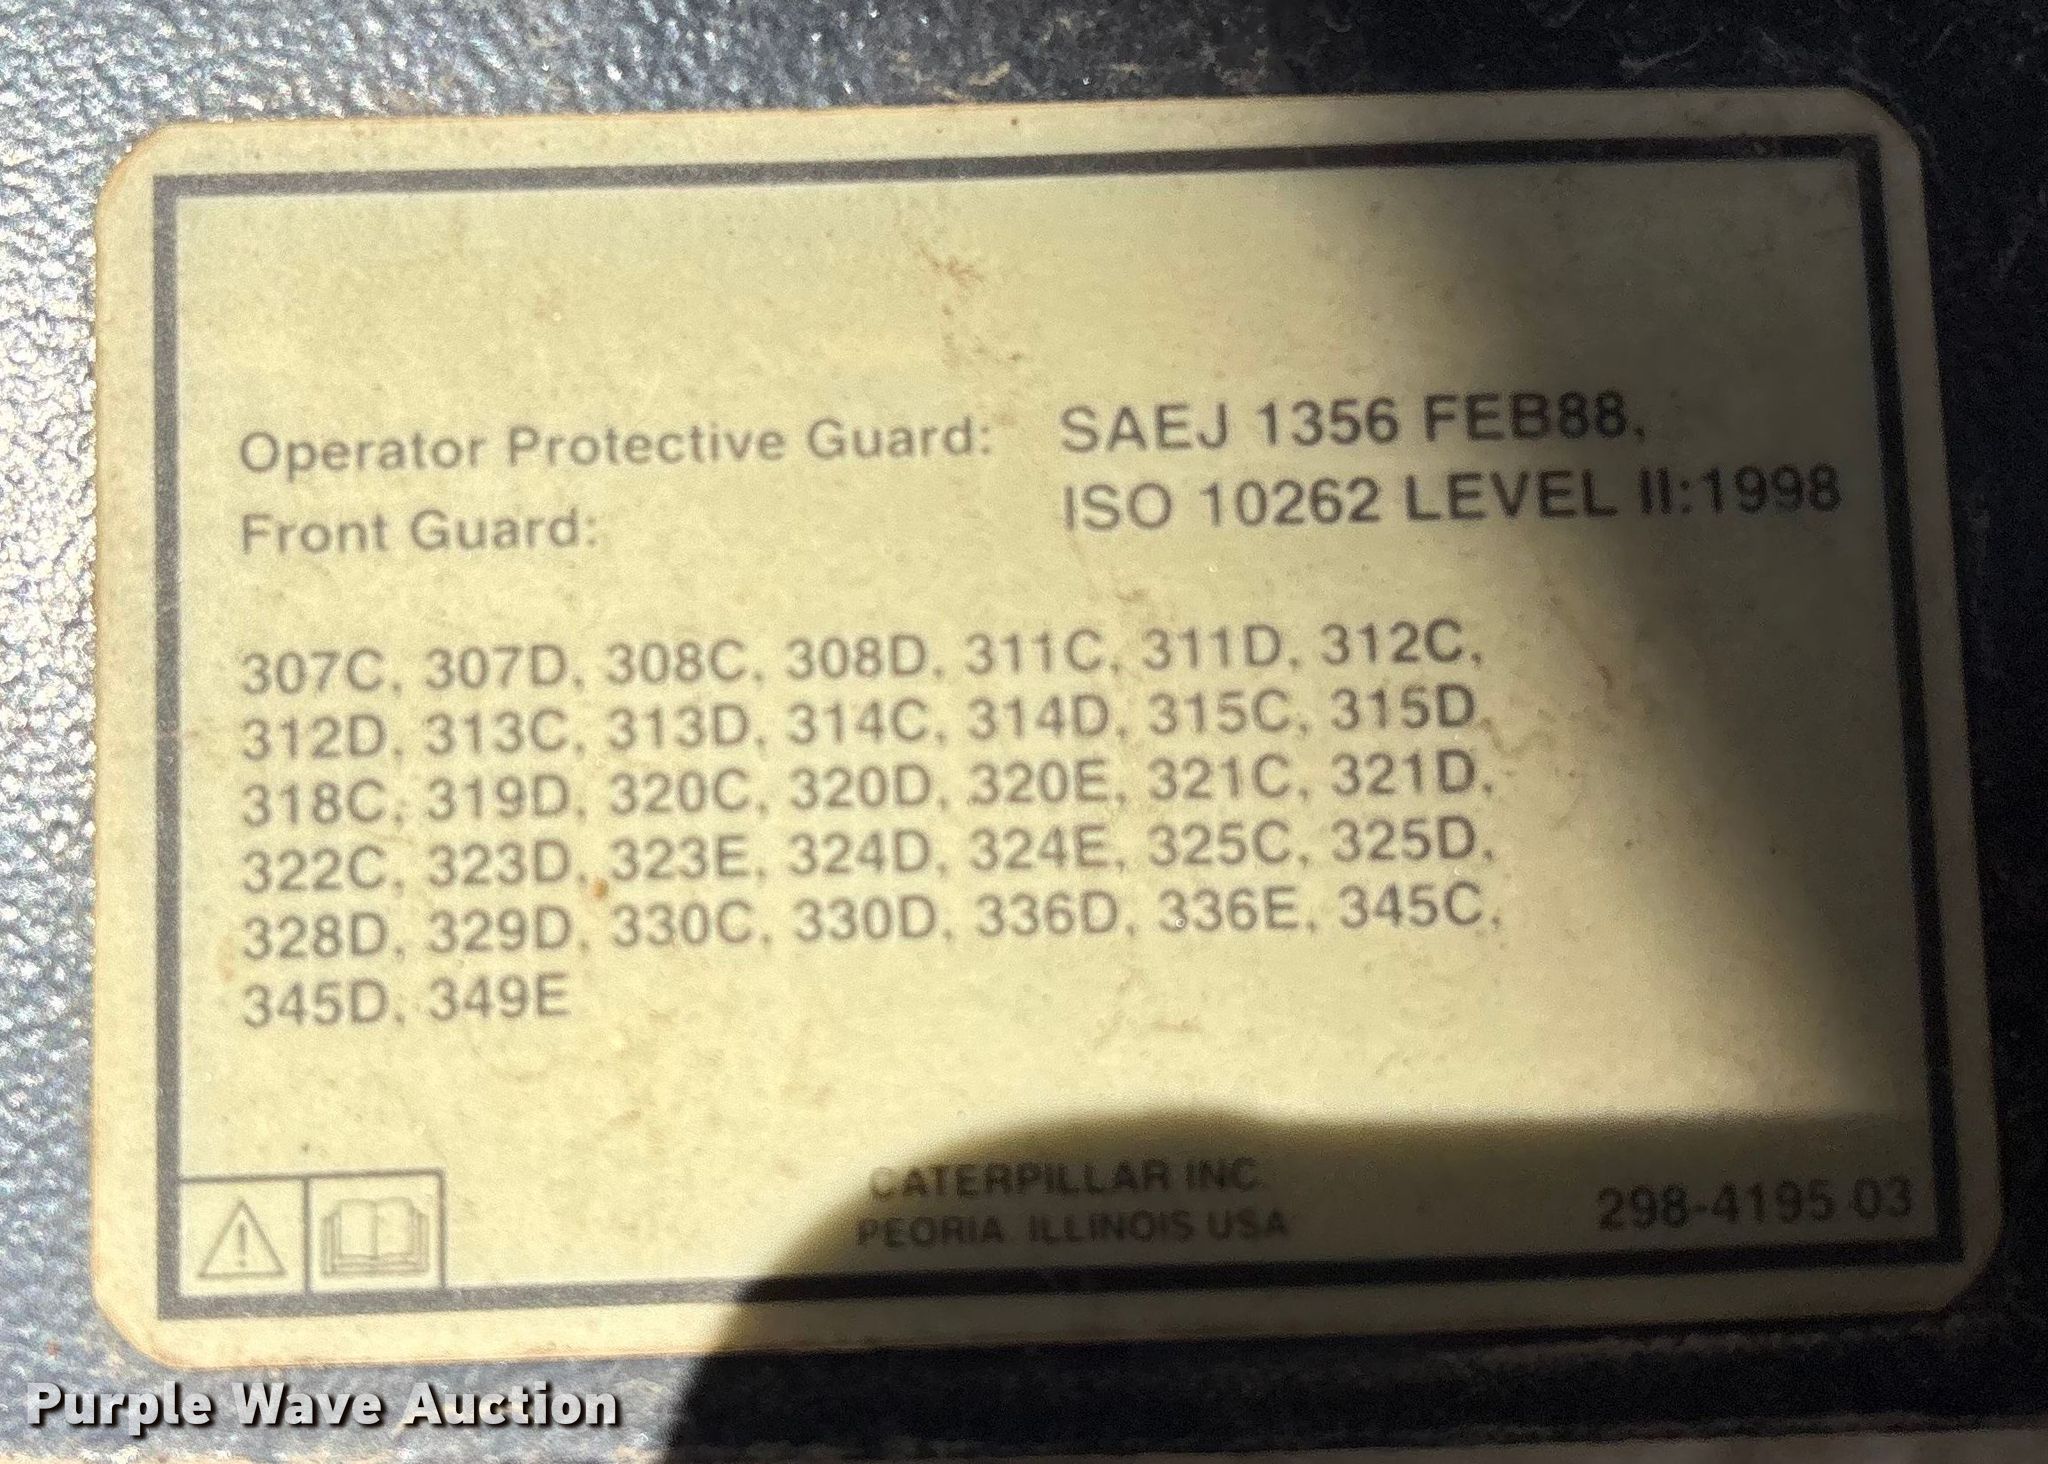 Operator Protective Guard: SAEJ 1356 FEB88,
Front Guard: ISO 10262 LEVEL II:1998
307C, 307D, 308C, 308D, 311C, 311D, 312C,
312D, 313C, 313D, 314C, 314D, 315C, 315D,
318C, 319D, 320C, 320D, 320E, 321C, 321D,
322C, 323D, 323E, 324D, 324E, 325C, 325D,
328D, 329D, 330C, 330D, 336D, 336E, 345C,
345D, 349E
CATERPILLAR INC.
PEORIA, ILLINOIS USA
298-4195 03
Purple Wave Auction